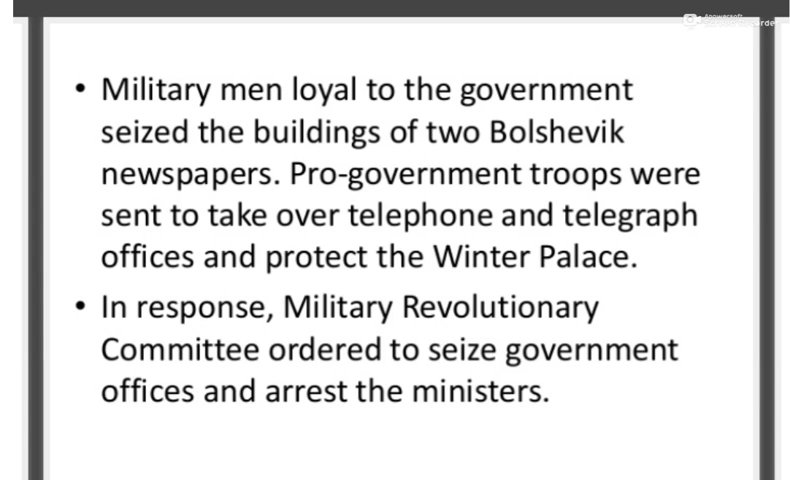 • Military men loyal to the government
seized the buildings of two Bolshevik
newspapers. Pro-government troops were
sent to take over telephone and telegraph
offices and protect the Winter Palace.
• In response, Military Revolutionary
Committee ordered to seize government
offices and arrest the ministers.